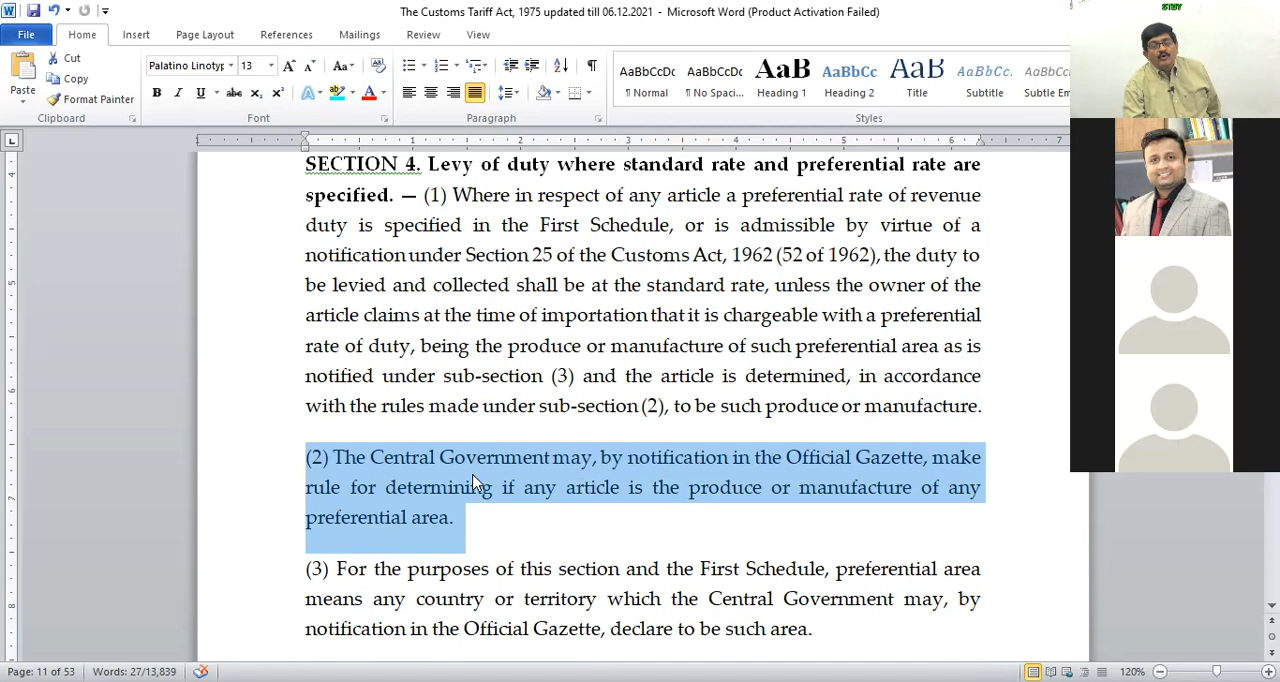 The Customs Tariff Act, 1975 updated till 06.12.2021 - Microsoft Word (Product Activation Failed)
STUDY
File Home Insert Page Layout References Mailings Review View
Paste
Cut
Copy
Format Painter
Clipboard
Palatino Linotyp 13
Font
Paragraph
AaBbCcDc AaBbCcDc AaB AaBbCc AaB AaBbCc. AaBbCcDc
¶ Normal ¶ No Spaci... Heading 1 Heading 2 Title Subtitle Subtle Em
Styles
SECTION 4. Levy of duty where standard rate and preferential rate are
specified. — (1) Where in respect of any article a preferential rate of revenue
duty is specified in the First Schedule, or is admissible by virtue of a
notification under Section 25 of the Customs Act, 1962 (52 of 1962), the duty to
be levied and collected shall be at the standard rate, unless the owner of the
article claims at the time of importation that it is chargeable with a preferential
rate of duty, being the produce or manufacture of such preferential area as is
notified under sub-section (3) and the article is determined, in accordance
with the rules made under sub-section (2), to be such produce or manufacture.
(2) The Central Government may, by notification in the Official Gazette, make
rule for determining if any article is the produce or manufacture of any
preferential area.
(3) For the purposes of this section and the First Schedule, preferential area
means any country or territory which the Central Government may, by
notification in the Official Gazette, declare to be such area.
Page: 11 of 53 Words: 27/13,839 120%